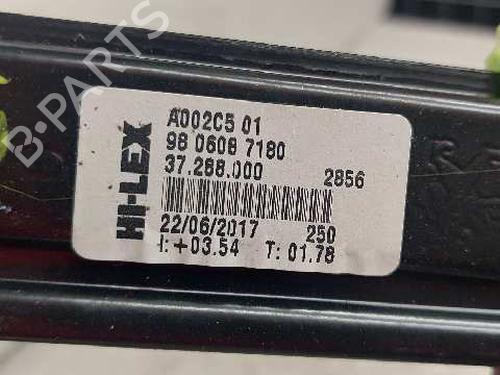 B-PARTS
HI-LEX
A002C5 01
98 0608 7180
37.288.000 2856
22/06/2017 250
I: +03.54 T: 01.78